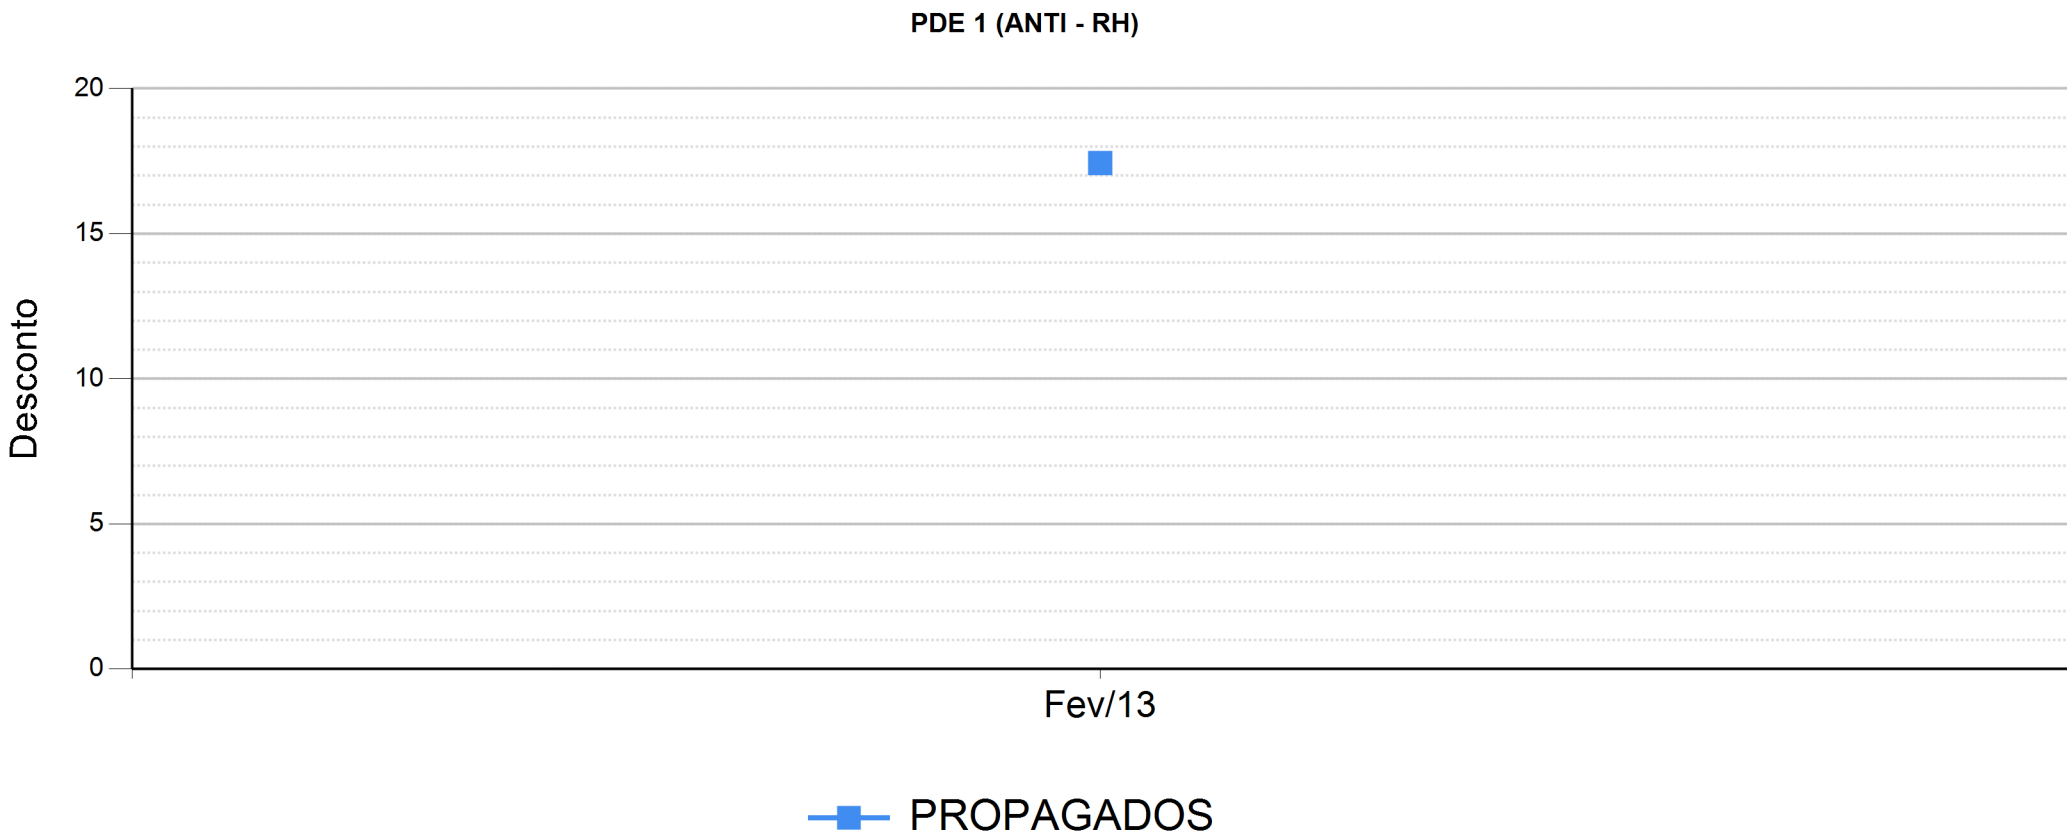 PDE 1 (ANTI - RH)
20
15
10
5
0
Desconto
Fev/13
PROPAGADOS